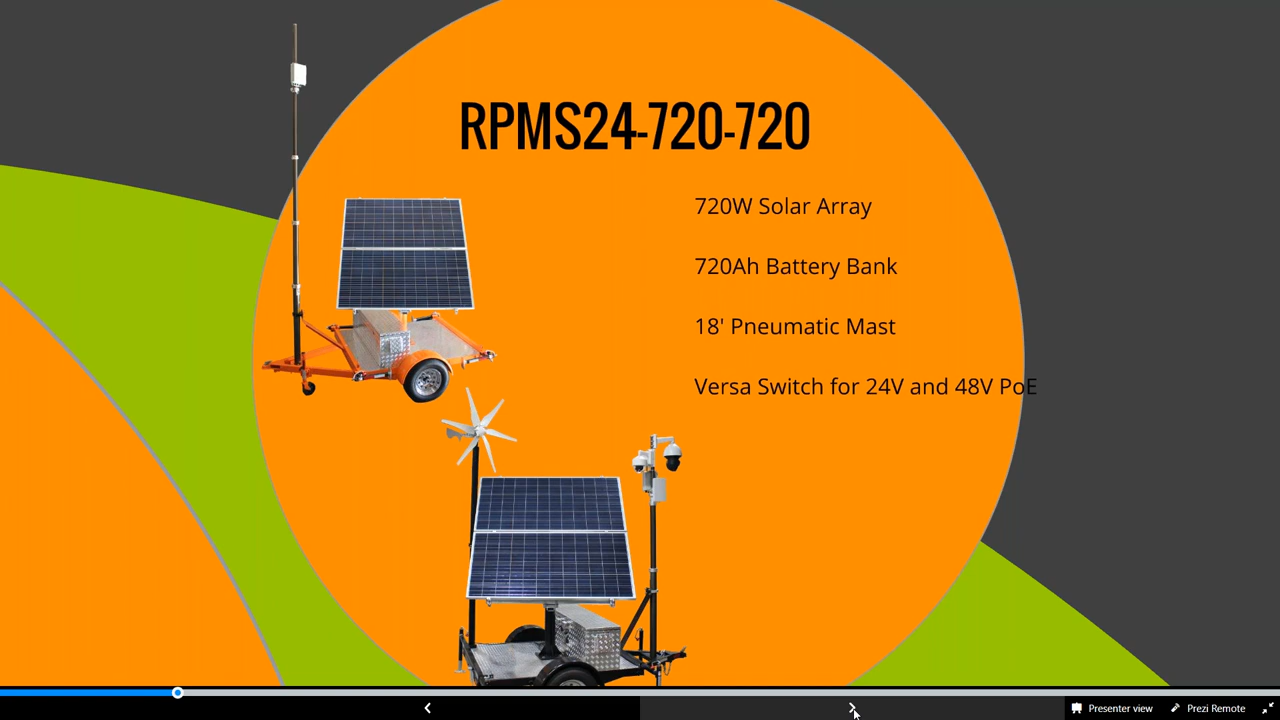 RPMS24-720-720
720W Solar Array
720Ah Battery Bank
18' Pneumatic Mast
Versa Switch for 24V and 48V PoE
Presenter view
Prezi Remote